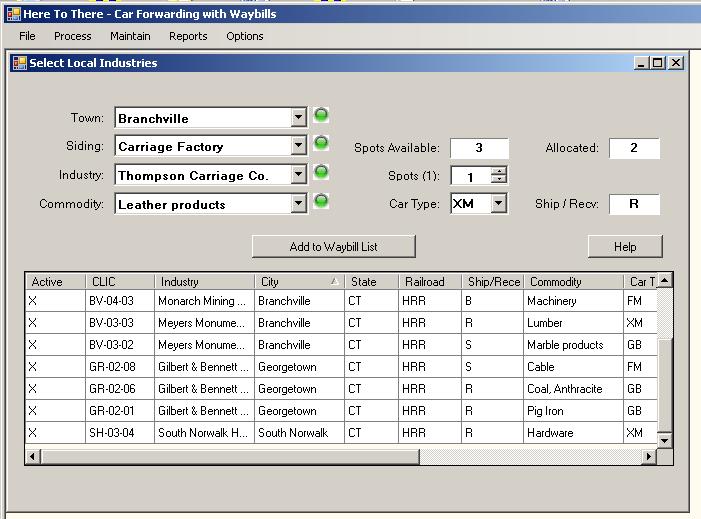 Here To There - Car Forwarding with Waybills
File Process Maintain Reports Options
Select Local Industries
Town: Branchville
Siding: Carriage Factory Spots Available: 3 Allocated: 2
Industry: Thompson Carriage Co. Spots (1): 1
Commodity: Leather products Car Type: XM Ship / Recv: R
Add to Waybill List Help
Active CLIC Industry City State Railroad Ship/Rece Commodity Car T
X BV-04-03 Monarch Mining ... Branchville CT HRR B Machinery FM
X BV-03-03 Meyers Monume... Branchville CT HRR R Lumber XM
X BV-03-02 Meyers Monume... Branchville CT HRR S Marble products GB
X GR-02-08 Gilbert & Bennett ... Georgetown CT HRR S Cable FM
X GR-02-06 Gilbert & Bennett ... Georgetown CT HRR R Coal, Anthracite GB
X GR-02-01 Gilbert & Bennett ... Georgetown CT HRR R Pig Iron GB
X SH-03-04 South Norwalk H... South Norwalk CT HRR R Hardware XM